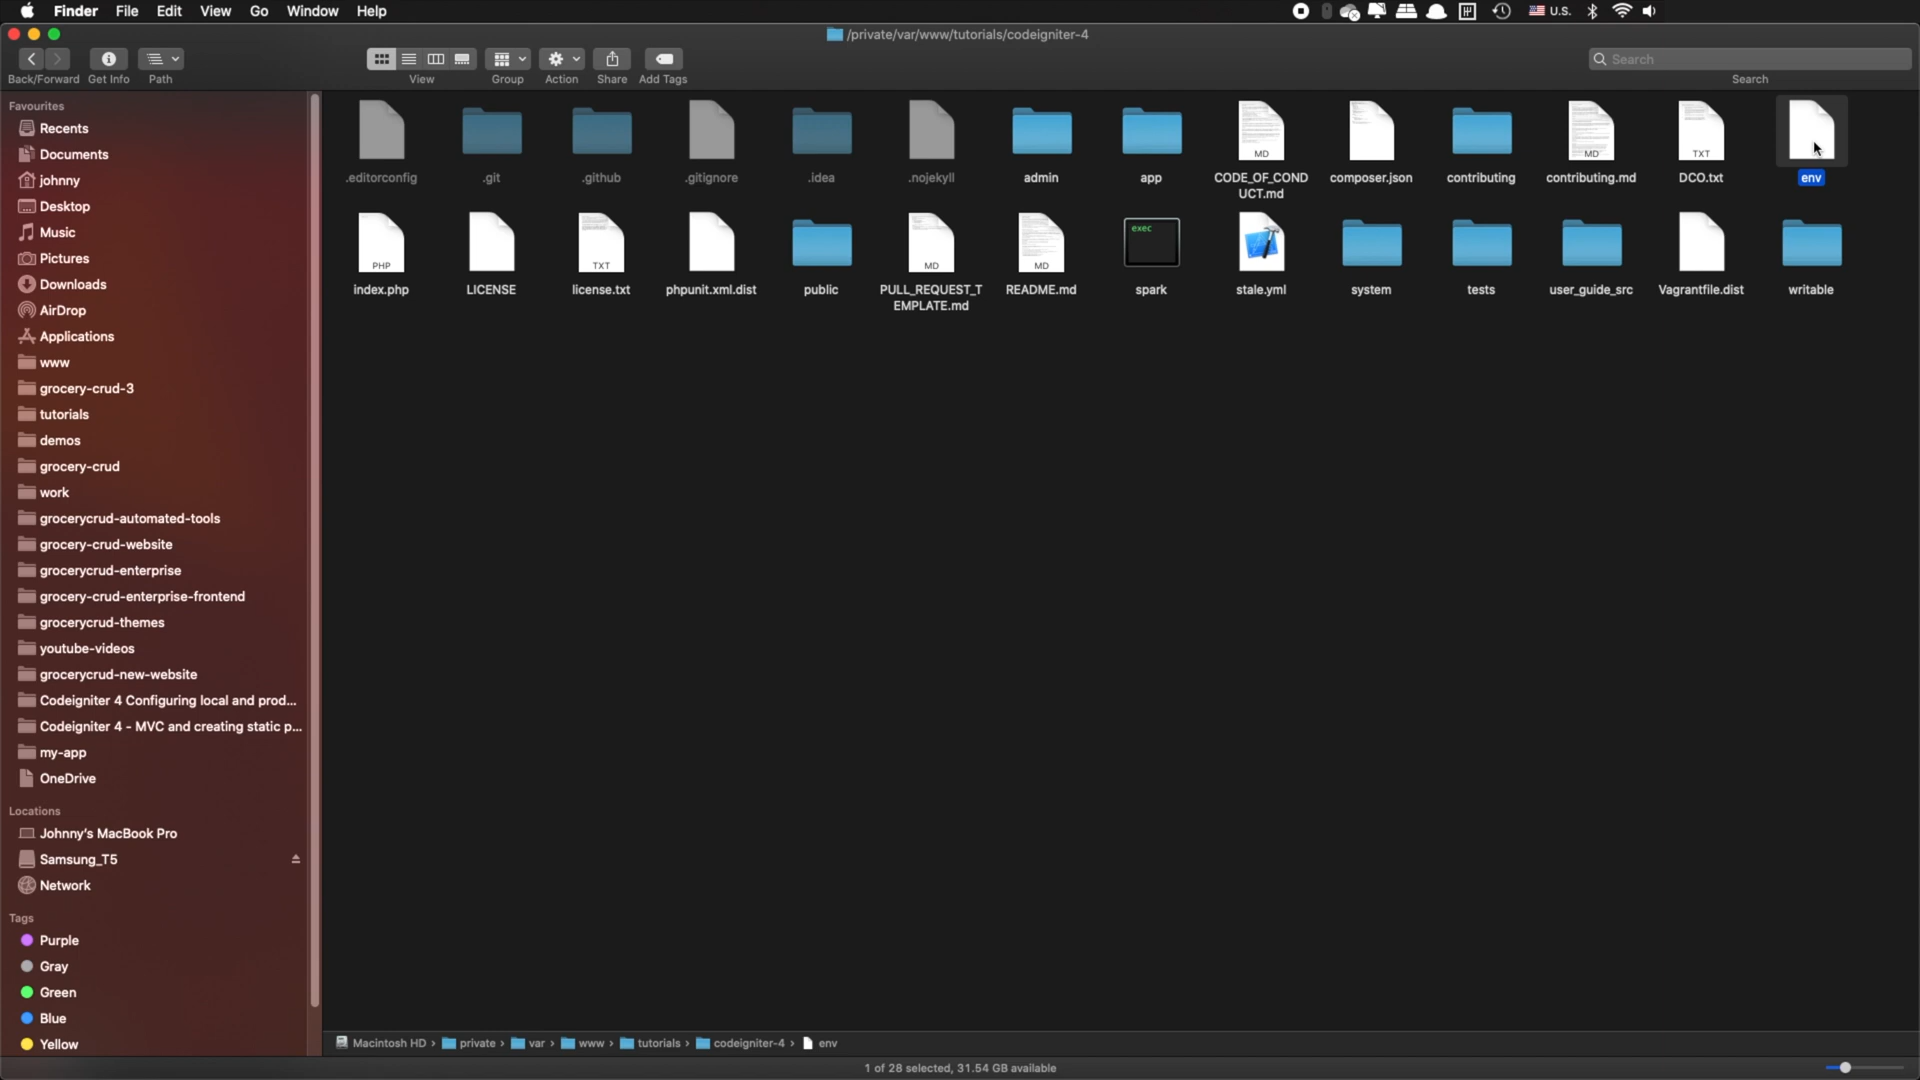 Finder File Edit View Go Window Help
U.S.
/private/var/www/tutorials/codeigniter-4
Back/Forward Get Info Path View Group Action Share Add Tags
Search
Search
Favourites
Recents
Documents
johnny
Desktop
Music
Pictures
Downloads
AirDrop
Applications
www
grocery-crud-3
tutorials
demos
grocery-crud
work
grocerycrud-automated-tools
grocery-crud-website
grocerycrud-enterprise
grocery-crud-enterprise-frontend
grocerycrud-themes
youtube-videos
grocerycrud-new-website
Codeigniter 4 Configuring local and prod...
Codeigniter 4 - MVC and creating static p...
my-app
OneDrive
Locations
Johnny's MacBook Pro
Samsung_T5
Network
Tags
Purple
Gray
Green
Blue
Yellow
MD MD TXT
.editorconfig .git .github .gitignore .idea .nojekyll admin app CODE_OF_COND composer.json contributing contributing.md DCO.txt env
UCT.md
exec
PHP TXT MD MD
index.php LICENSE license.txt phpunit.xml.dist public PULL_REQUEST_T README.md spark stale.yml system tests user_guide_src Vagrantfile.dist writable
EMPLATE.md
Macintosh HD › private › var › www › tutorials › codeigniter-4 › env
1 of 28 selected, 31.54 GB available